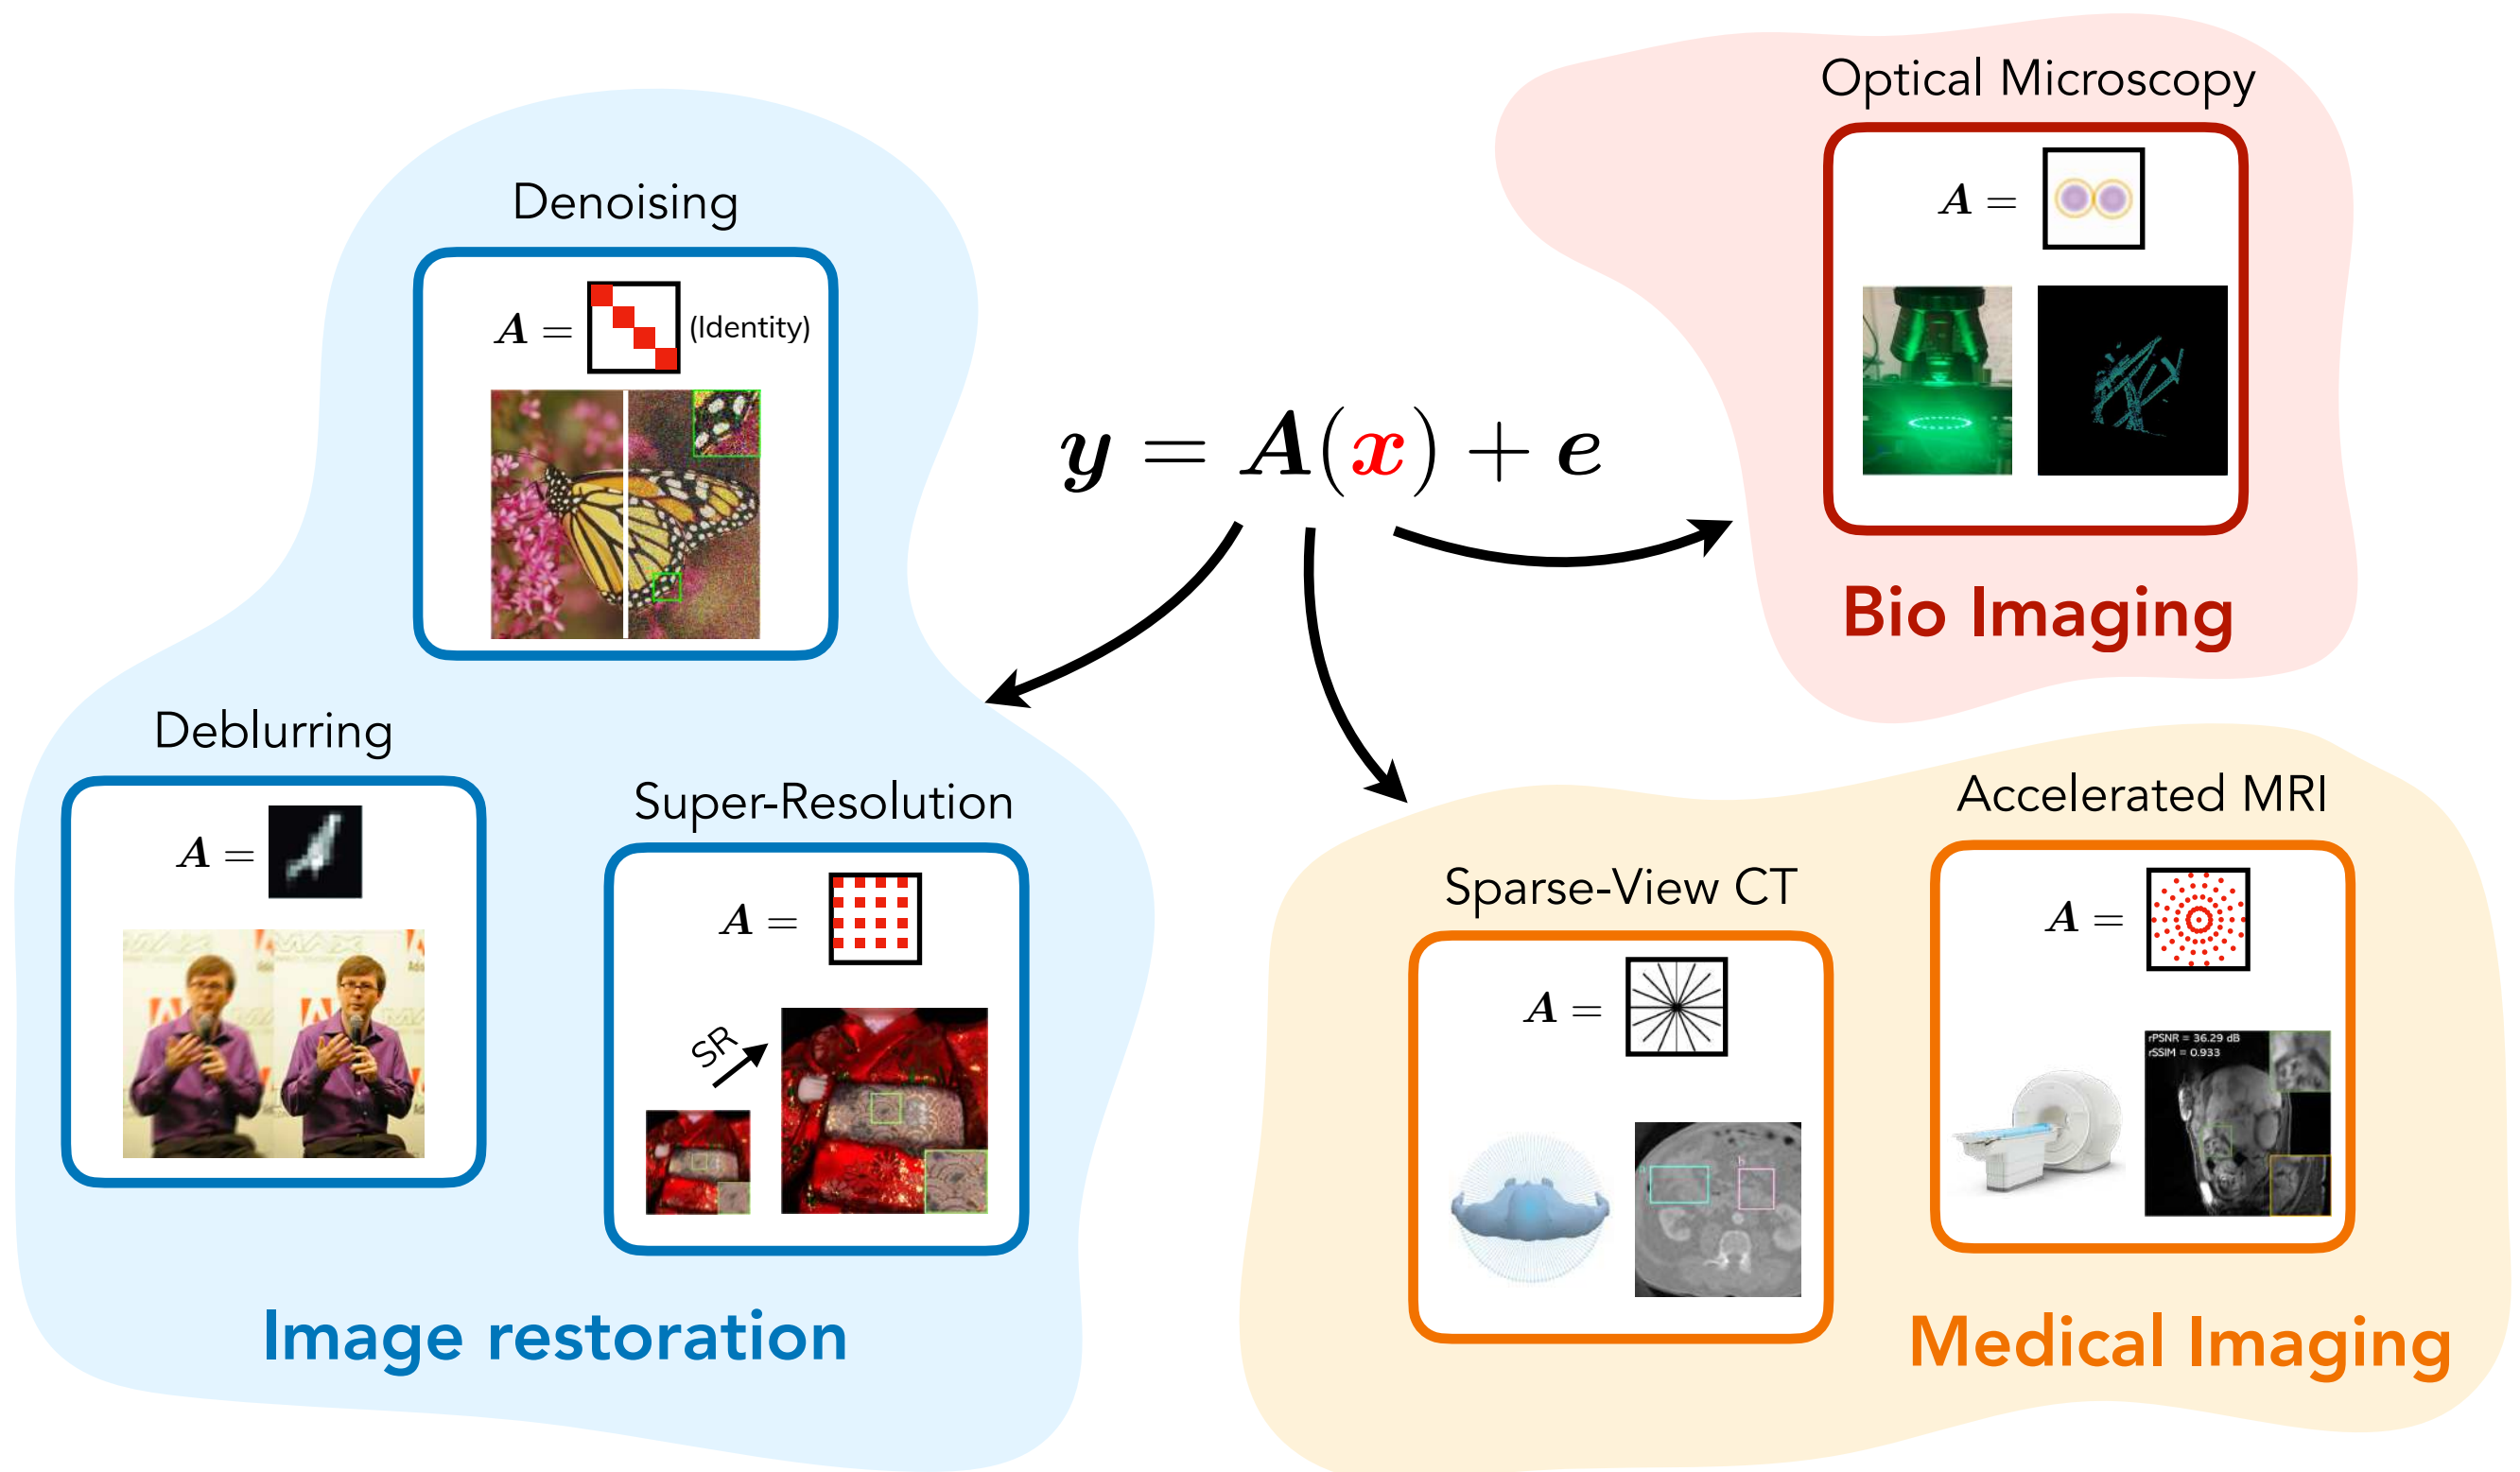 Optical Microscopy
A =
Denoising
A = (Identity)
y = A(x) + e
Bio Imaging
Deblurring
A =
Super-Resolution
A =
SR
Accelerated MRI
A =
rPSNR = 36.29 dB
rSSIM = 0.933
Sparse-View CT
A =
a
b
Image restoration
Medical Imaging